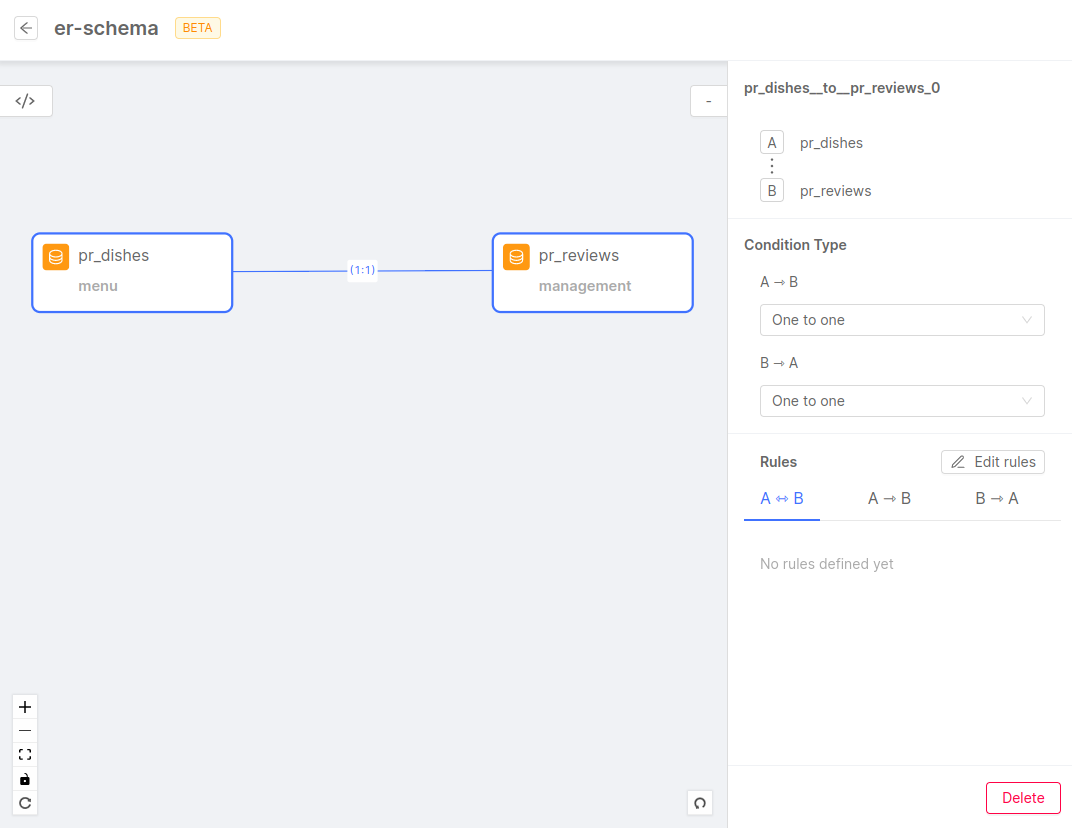 er-schema BETA
</>
-
pr_dishes
menu
(1:1)
pr_reviews
management
pr_dishes__to__pr_reviews_0
A pr_dishes
B pr_reviews
Condition Type
A ⇾ B
One to one
B ⇾ A
One to one
Rules
Edit rules
A ⇿ B A ⇾ B B ⇾ A
No rules defined yet
Delete